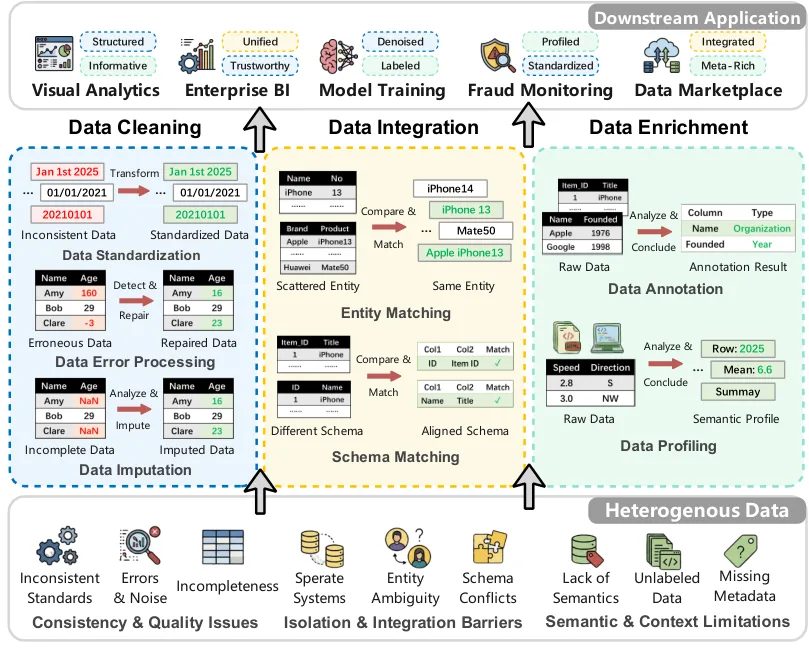 Downstream Application
Structured
Informative
Visual Analytics
Unified
Trustworthy
Enterprise BI
Denoised
Labeled
Model Training
Profiled
Standardized
Fraud Monitoring
Integrated
Meta-Rich
Data Marketplace
Data Cleaning
Jan 1st 2025
... 01/01/2021
20210101
Inconsistent Data
Transform
Jan 1st 2025
... 01/01/2021
20210101
Standardized Data
Data Standardization
Name Age
Amy 160
Bob 29
Clare -3
Erroneous Data
Detect &
Repair
Name Age
Amy 16
Bob 29
Clare 23
Repaired Data
Data Error Processing
Name Age
Amy NaN
Bob 29
Clare NaN
Incomplete Data
Analyze &
Impute
Name Age
Amy 16
Bob 29
Clare 23
Imputed Data
Data Imputation
Data Integration
Name No
iPhone 13
...... ......
Brand Product
Apple iPhone13
...... ......
Huawei Mate50
Scattered Entity
Compare &
Match
iPhone14
iPhone 13
... Mate50
Apple iPhone13
Same Entity
Entity Matching
Item_ID Title
1 iPhone
...... ......
ID Name
1 iPhone
...... ......
Different Schema
Compare &
Match
Col1 Col2 Match
ID Item ID ✓
Col1 Col2 Match
Name Title ✓
Aligned Schema
Schema Matching
Data Enrichment
Item_ID Title
1 iPhone
...... ......
Name Founded
Apple 1976
Google 1998
Raw Data
Analyze &
Conclude
Column Type
Name Organization
Founded Year
Annotation Result
Data Annotation
Speed Direction
2.8 S
3.0 NW
Raw Data
Analyze &
Conclude
Row: 2025
... Mean: 6.6
Summay
Semantic Profile
Data Profiling
Heterogenous Data
Inconsistent
Standards
Errors
& Noise
Incompleteness
Consistency & Quality Issues
Sperate
Systems
?
Entity
Ambiguity
Schema
Conflicts
Isolation & Integration Barriers
Lack of
Semantics
Unlabeled
Data
?
Missing
Metadata
Semantic & Context Limitations